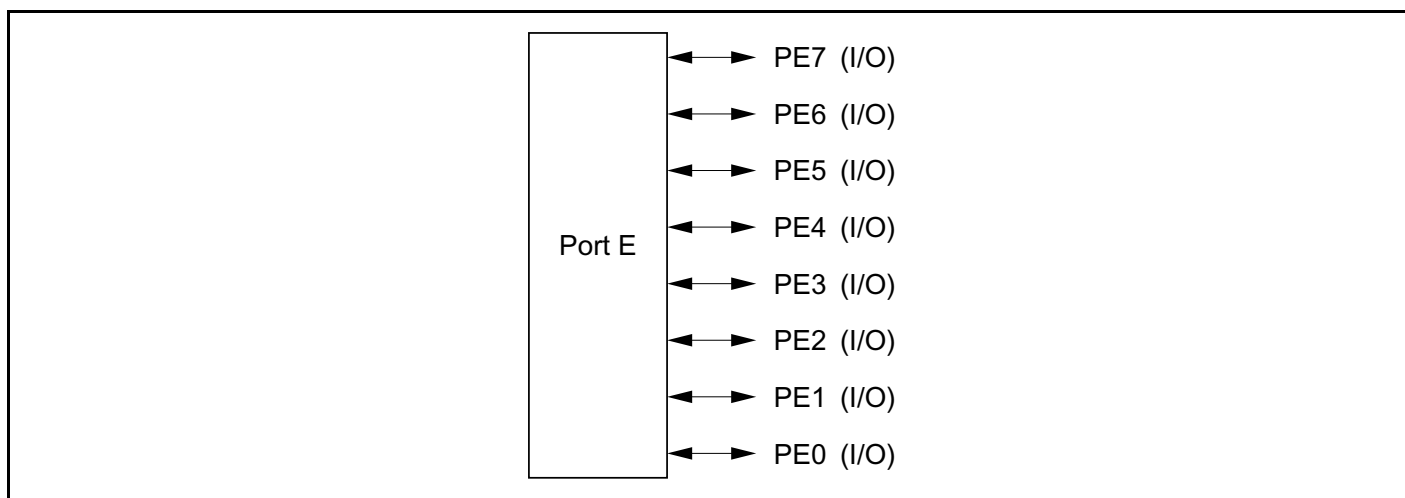 PE7 (I/O)
PE6 (I/O)
PE5 (I/O)
PE4 (I/O)
Port E
PE3 (I/O)
PE2 (I/O)
PE1 (I/O)
PE0 (I/O)